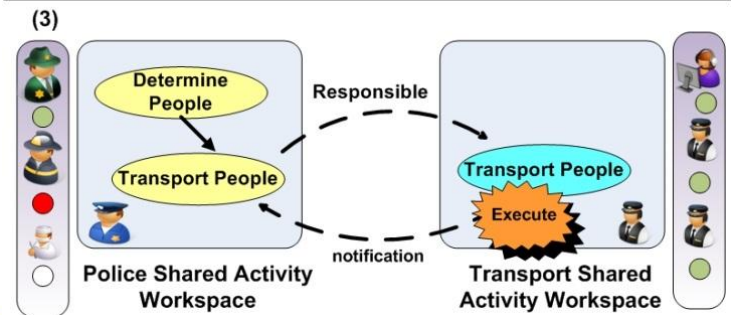 (3)
Determine
People
Transport People
Responsible
Transport People
Execute
notification
Police Shared Activity
Workspace
Transport Shared
Activity Workspace